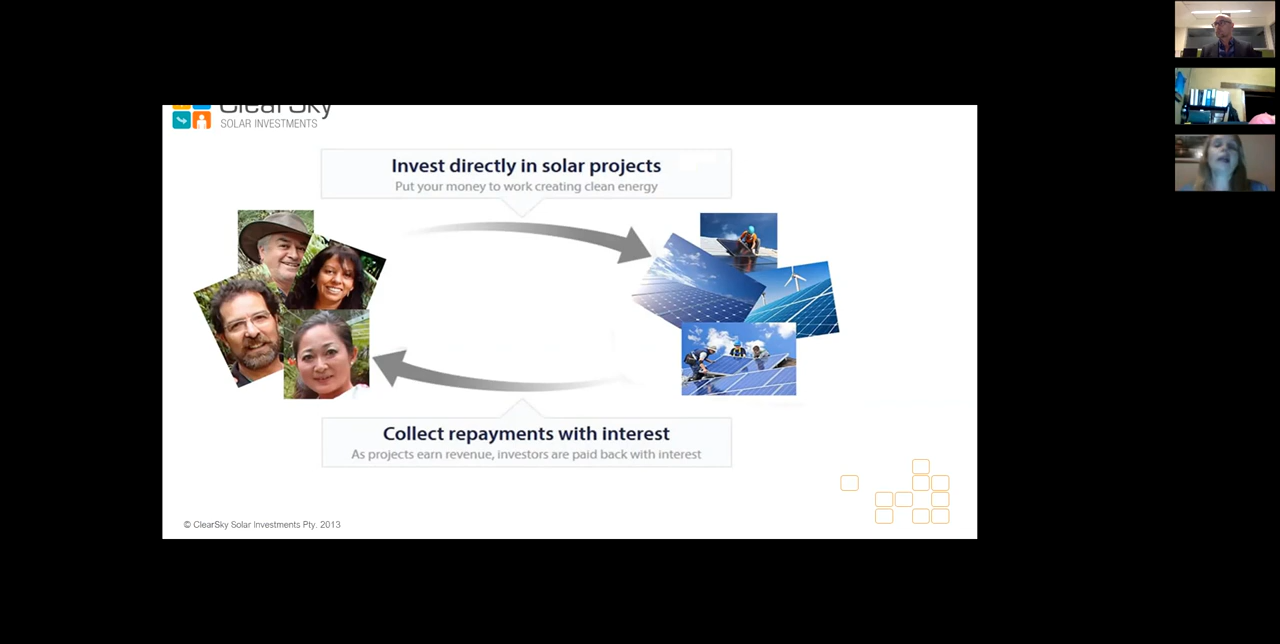 ClearSky
SOLAR INVESTMENTS
Invest directly in solar projects
Put your money to work creating clean energy
Collect repayments with interest
As projects earn revenue, investors are paid back with interest
© ClearSky Solar Investments Pty. 2013